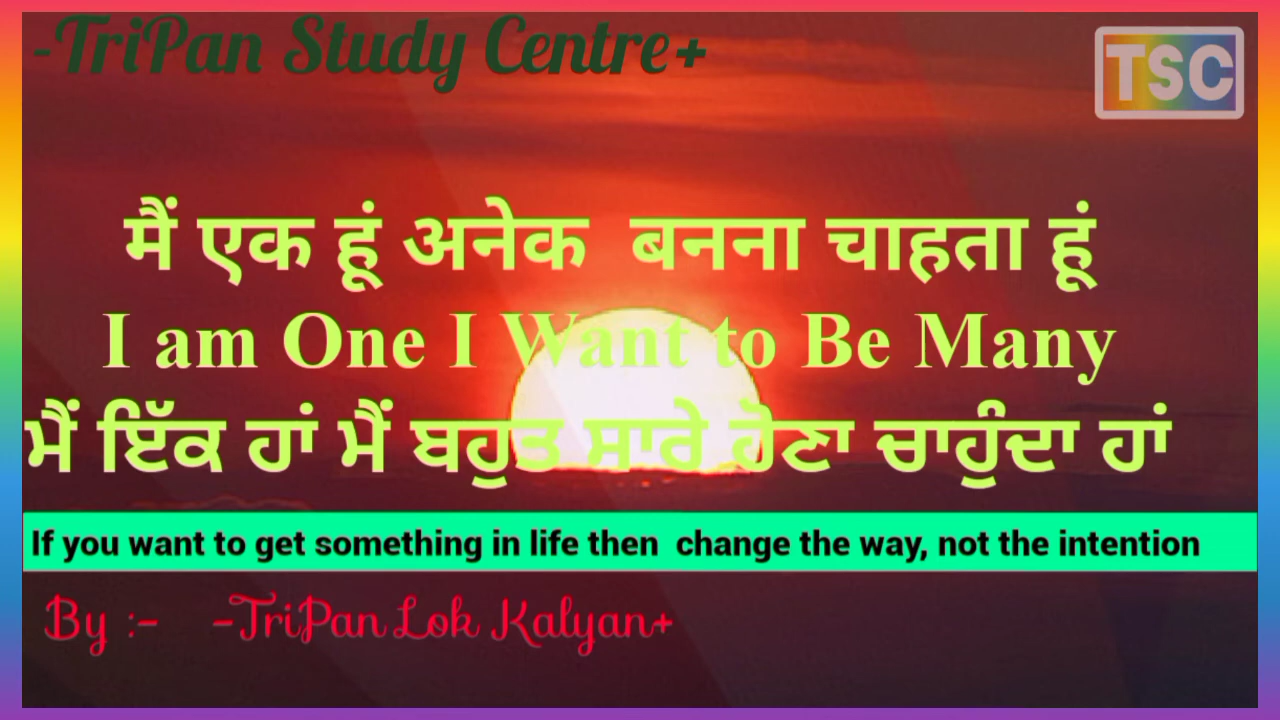 -TriPan Study Centre+
TSC
मैं एक हूं अनेक बनना चाहता हूं
I am One I Want to Be Many
ਮੈਂ ਇੱਕ ਹਾਂ ਮੈਂ ਬਹੁਤ ਸਾਰੇ ਹੋਣਾ ਚਾਹੁੰਦਾ ਹਾਂ
If you want to get something in life then change the way, not the intention
By :- -TriPan Lok Kalyan+